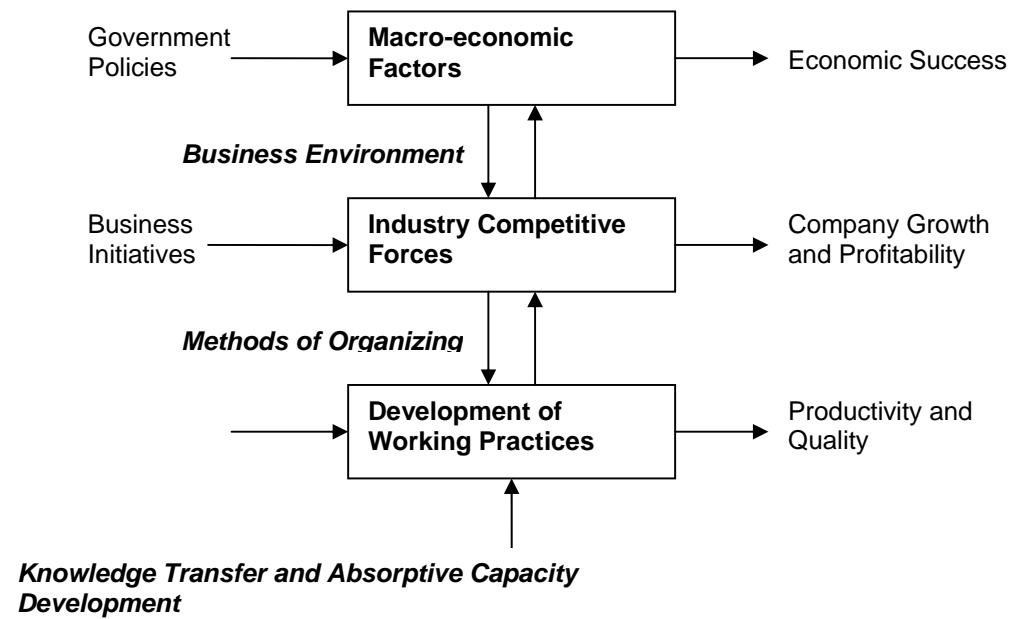 Government
Policies
Macro-economic
Factors
Economic Success
Business Environment
Business
Initiatives
Industry Competitive
Forces
Company Growth
and Profitability
Methods of Organizing
Development of
Working Practices
Productivity and
Quality
Knowledge Transfer and Absorptive Capacity
Development